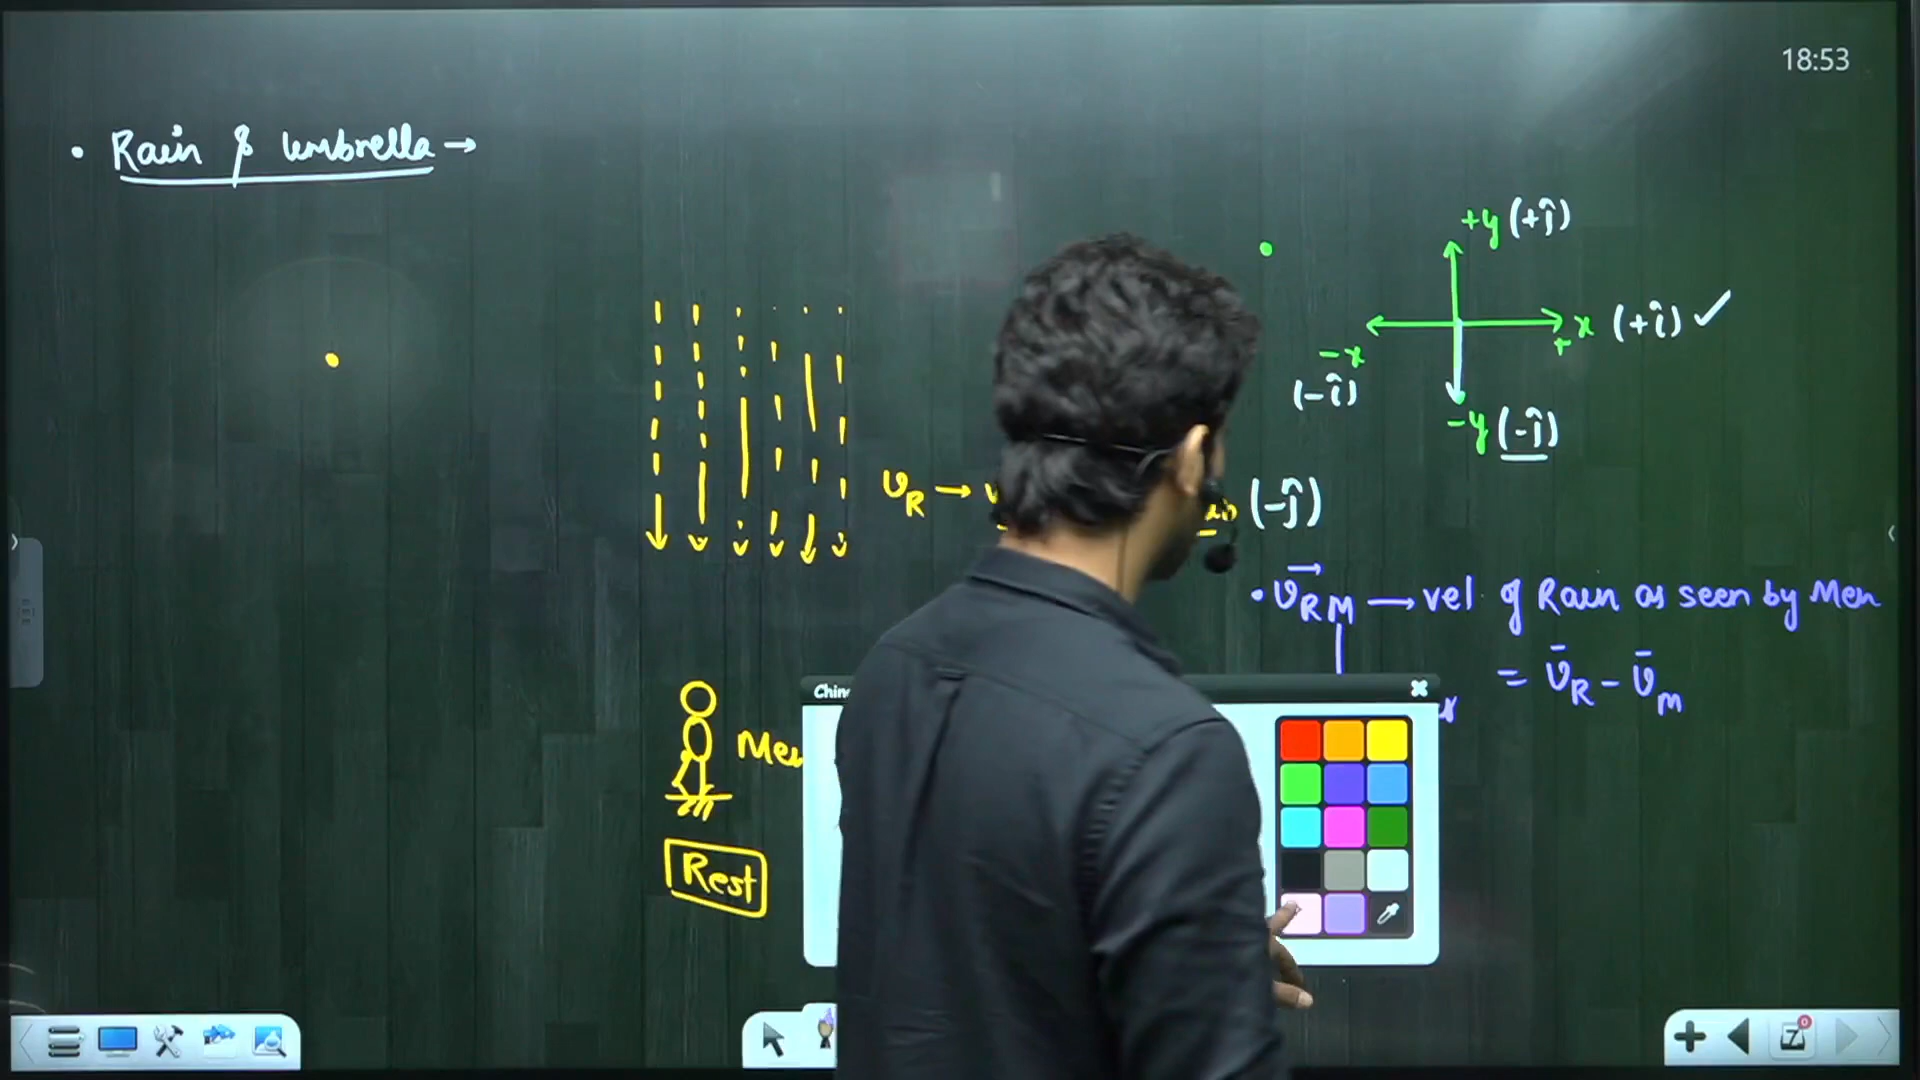 18:53
• Rain & Umbrella →
+y (+ĵ)
x (+î) ✓
+
-x
(-î)
-y (-ĵ)
v_R → (-ĵ)
• v⃗_RM → vel of Rain as seen by Men
= v̄_R - v̄_M
Men
Rest